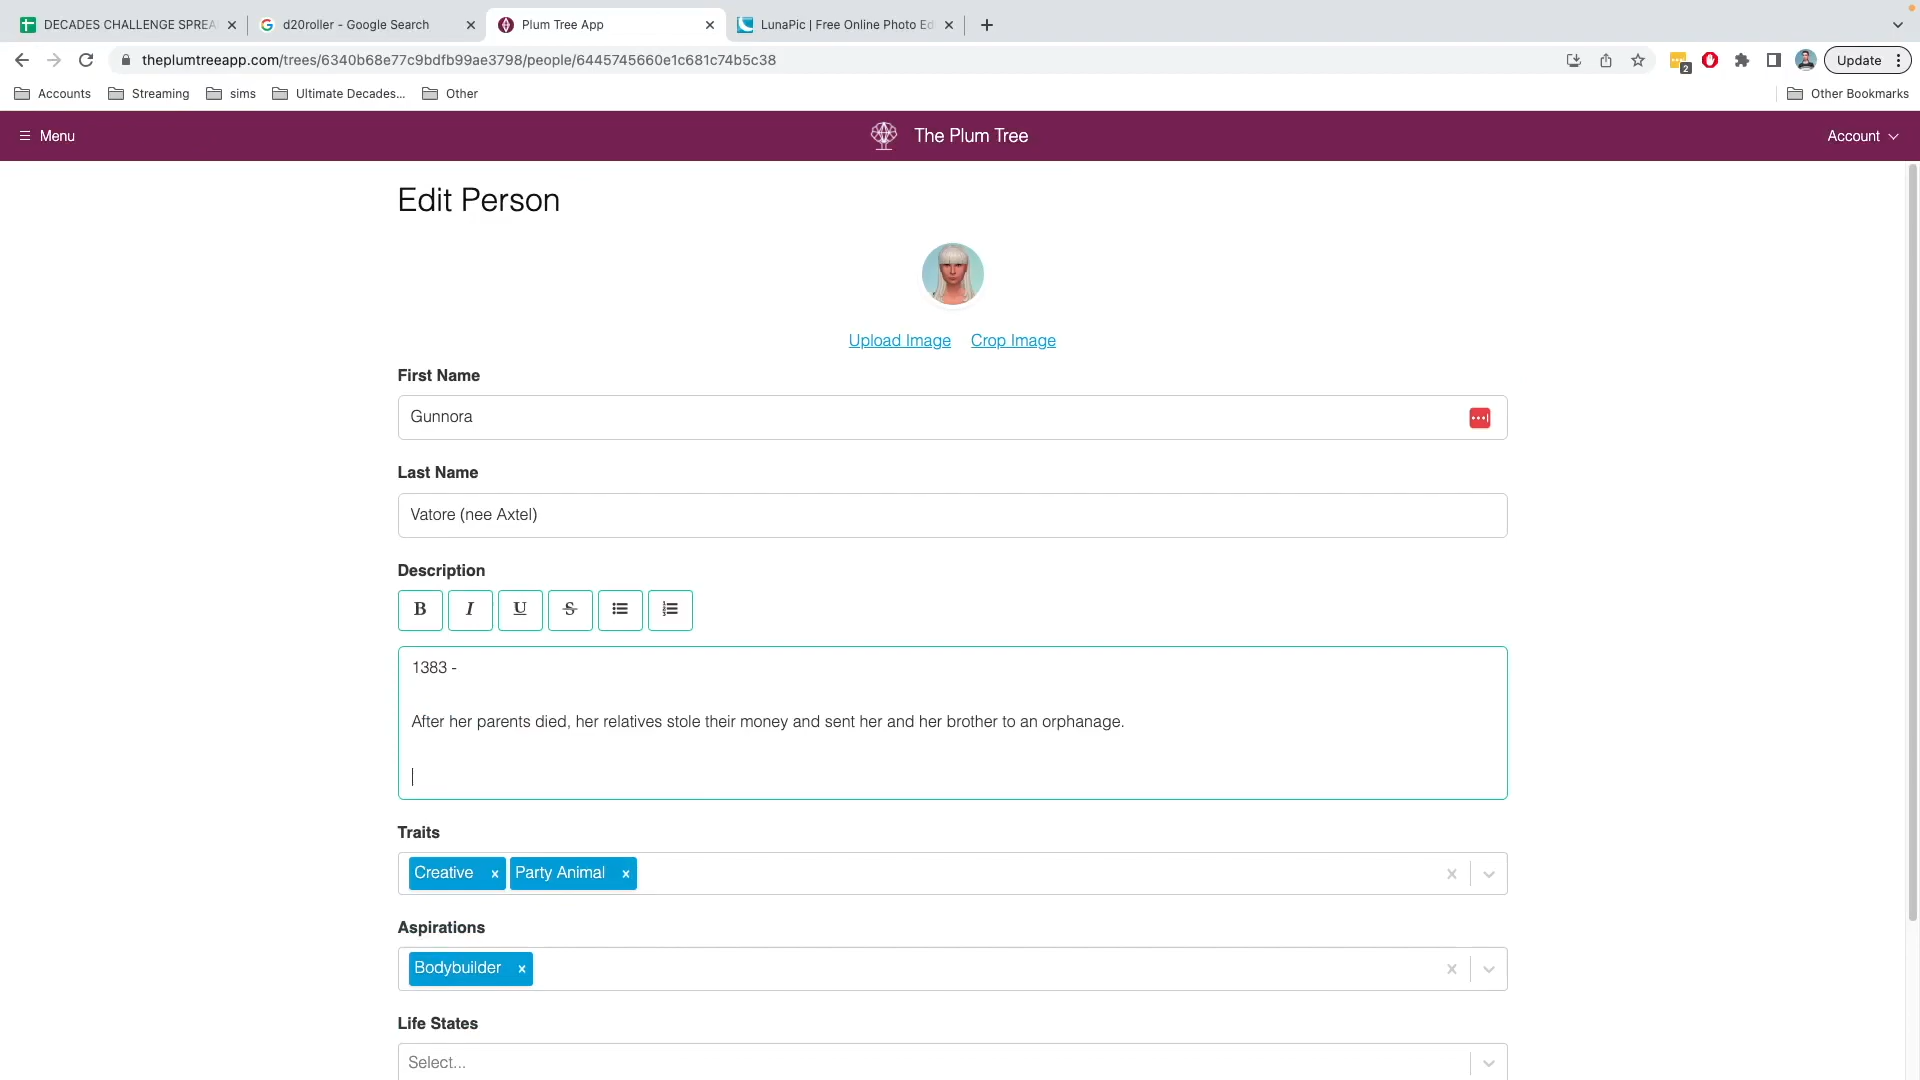 DECADES CHALLENGE SPREA
d20roller - Google Search
Plum Tree App
LunaPic | Free Online Photo Ed
theplumtreeapp.com/trees/6340b68e77c9bdfb99ae3798/people/6445745660e1c681c74b5c38
2
Update
Accounts
Streaming
sims
Ultimate Decades...
Other
Other Bookmarks
Menu
The Plum Tree
Account
Edit Person
Upload Image
Crop Image
First Name
Gunnora
Last Name
Vatore (nee Axtel)
Description
B I U S
1383 -
After her parents died, her relatives stole their money and sent her and her brother to an orphanage.
Traits
Creative x Party Animal x
Aspirations
Bodybuilder x
Life States
Select...